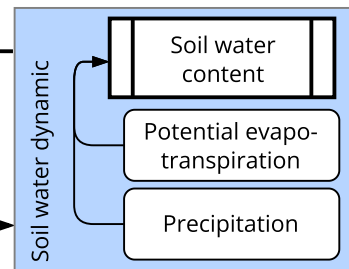 Soil water dynamic
Soil water
content
Potential evapo-
transpiration
Precipitation